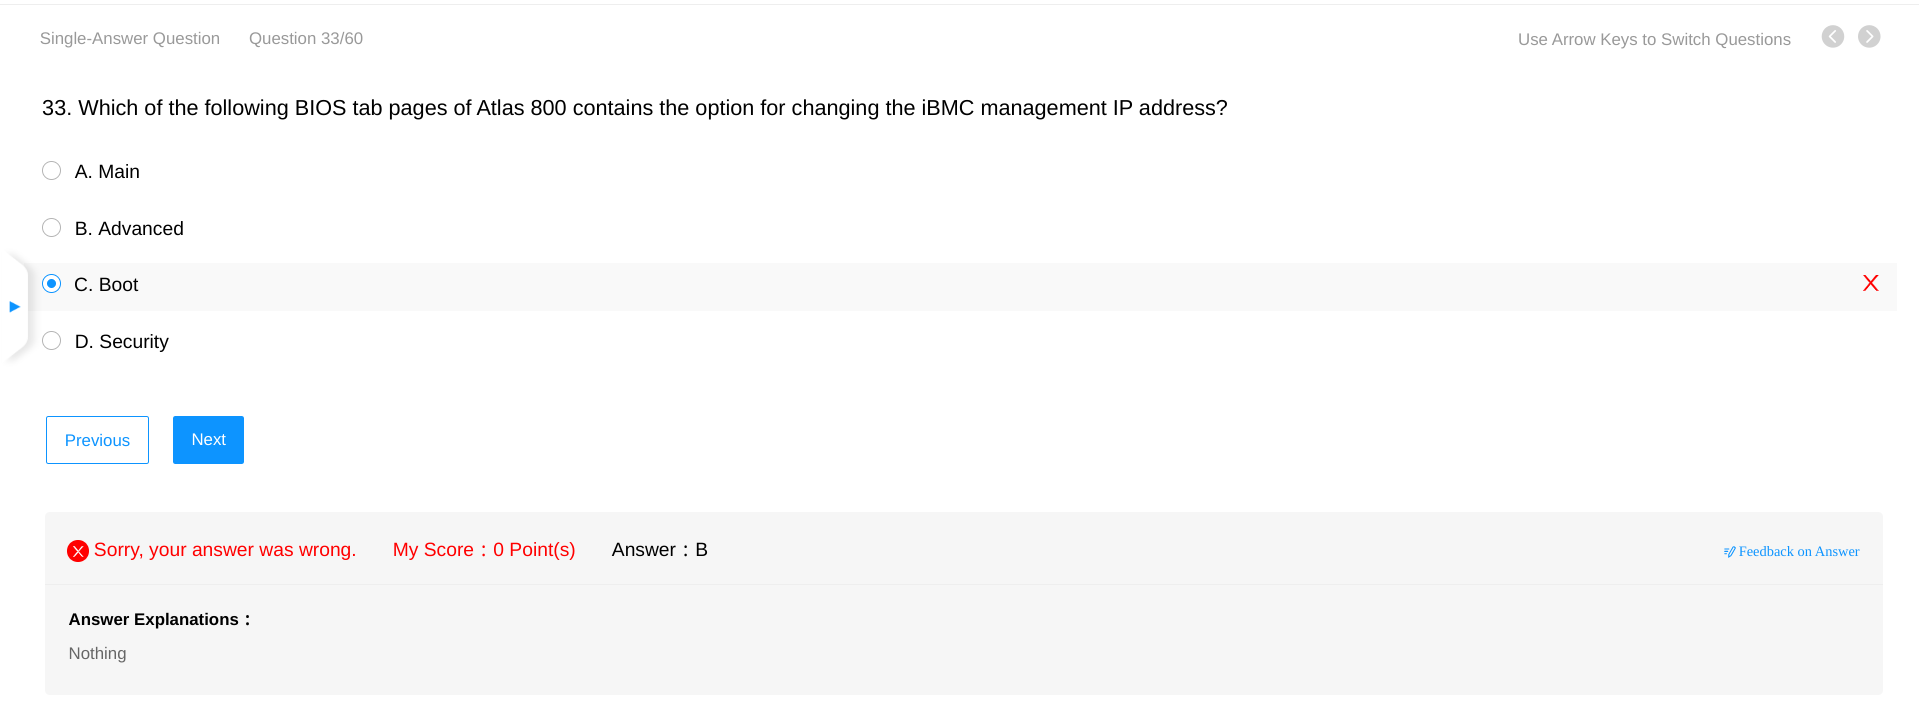 Single-Answer Question Question 33/60 Use Arrow Keys to Switch Questions
33. Which of the following BIOS tab pages of Atlas 800 contains the option for changing the iBMC management IP address?
A. Main
B. Advanced
C. Boot
D. Security
Previous Next
Sorry, your answer was wrong. My Score：0 Point(s) Answer：B Feedback on Answer
Answer Explanations：
Nothing